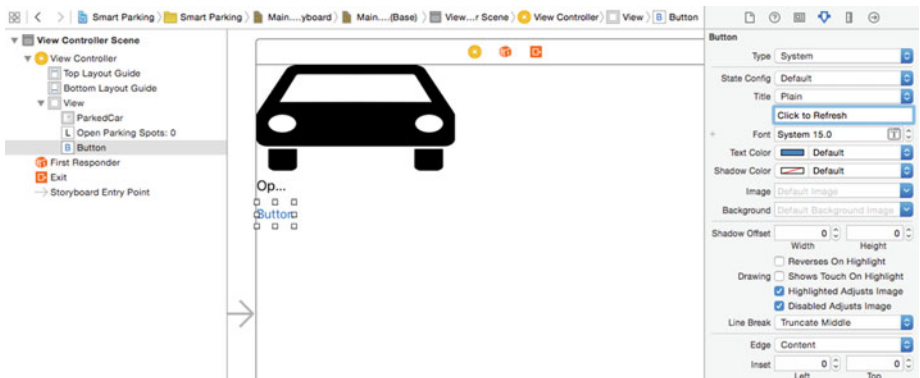 Smart Parking Smart Parking Main....yboard Main....(Base) View...r Scene View Controller View B Button
View Controller Scene
View Controller
Top Layout Guide
Bottom Layout Guide
View
ParkedCar
L Open Parking Spots: 0
B Button
First Responder
Exit
Storyboard Entry Point
Op...
Button
Button
Type System
State Config Default
Title Plain
Click to Refresh
Font System 15.0
Text Color Default
Shadow Color Default
Image Default Image
Background Default Background Image
Shadow Offset 0 0
Width Height
Reverses On Highlight
Drawing Shows Touch On Highlight
Highlighted Adjusts Image
Disabled Adjusts Image
Line Break Truncate Middle
Edge Content
Inset 0 0
Left Top